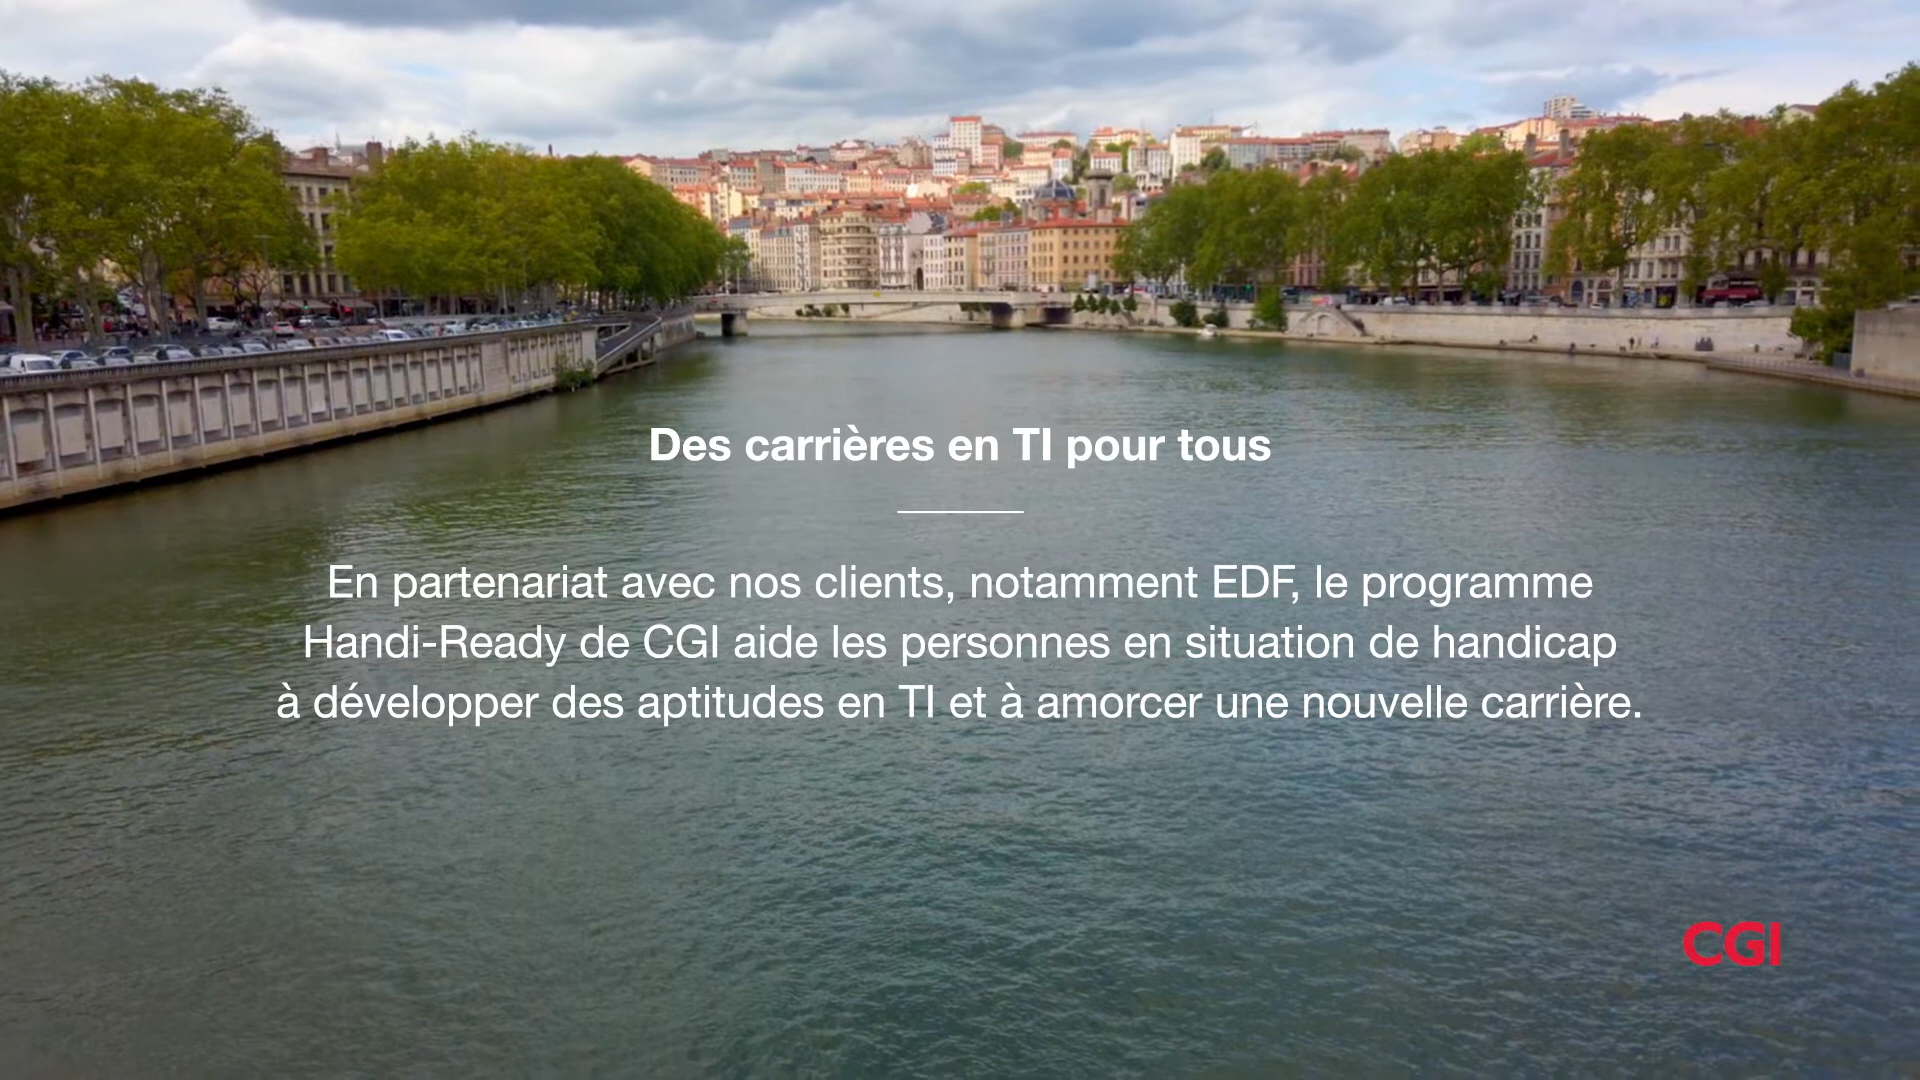 Des carrières en TI pour tous
En partenariat avec nos clients, notamment EDF, le programme
Handi-Ready de CGI aide les personnes en situation de handicap
à développer des aptitudes en TI et à amorcer une nouvelle carrière.
CGI